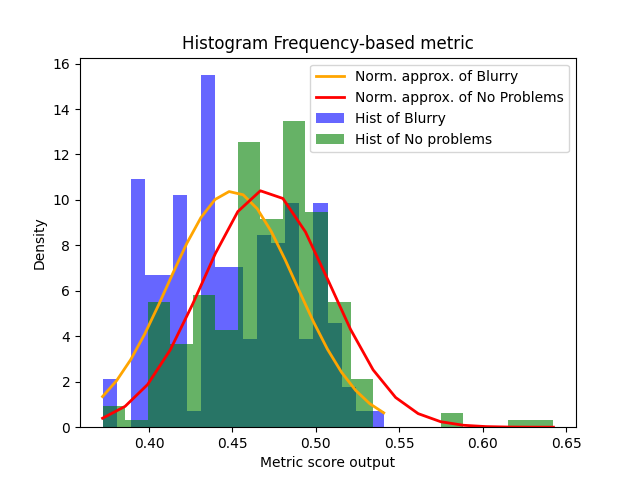 Histogram Frequency-based metric
Norm. approx. of Blurry
Norm. approx. of No Problems
Hist of Blurry
Hist of No problems
Density
16
14
12
10
8
6
4
2
0
0.40 0.45 0.50 0.55 0.60 0.65
Metric score output